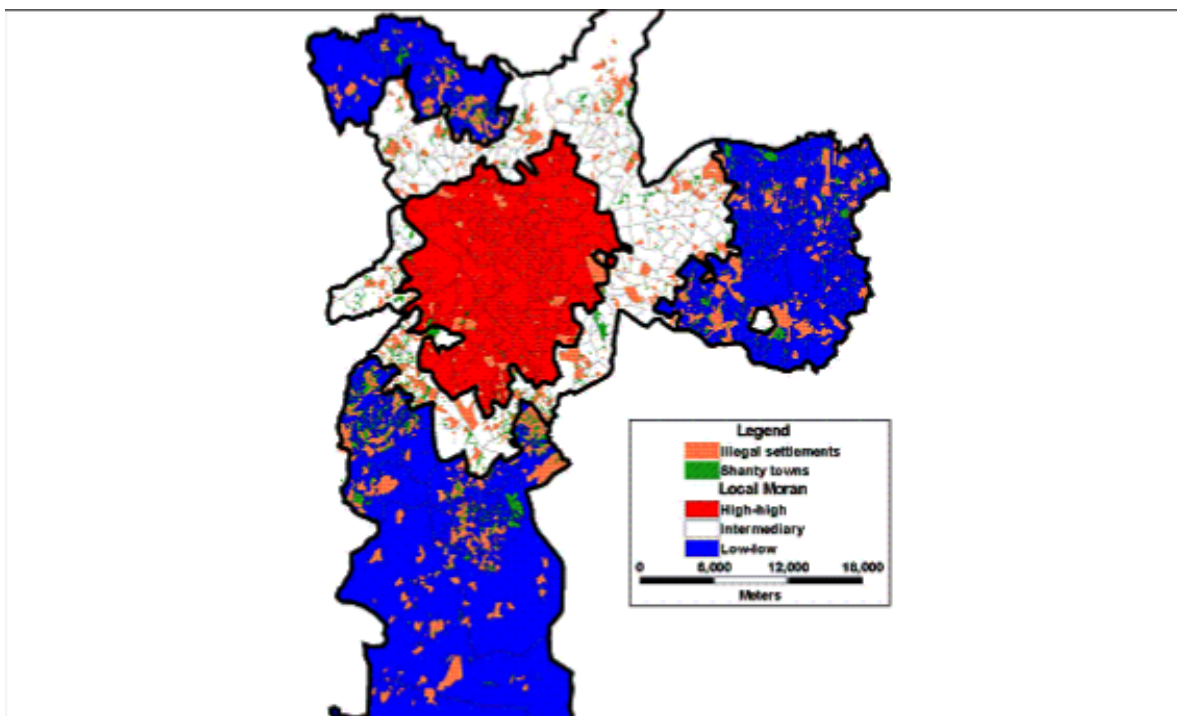 Legend
Illegal settlements
Shanty towns
Local Moran
High-high
Intermediary
Low-low
0 6,000 12,000 18,000
Meters